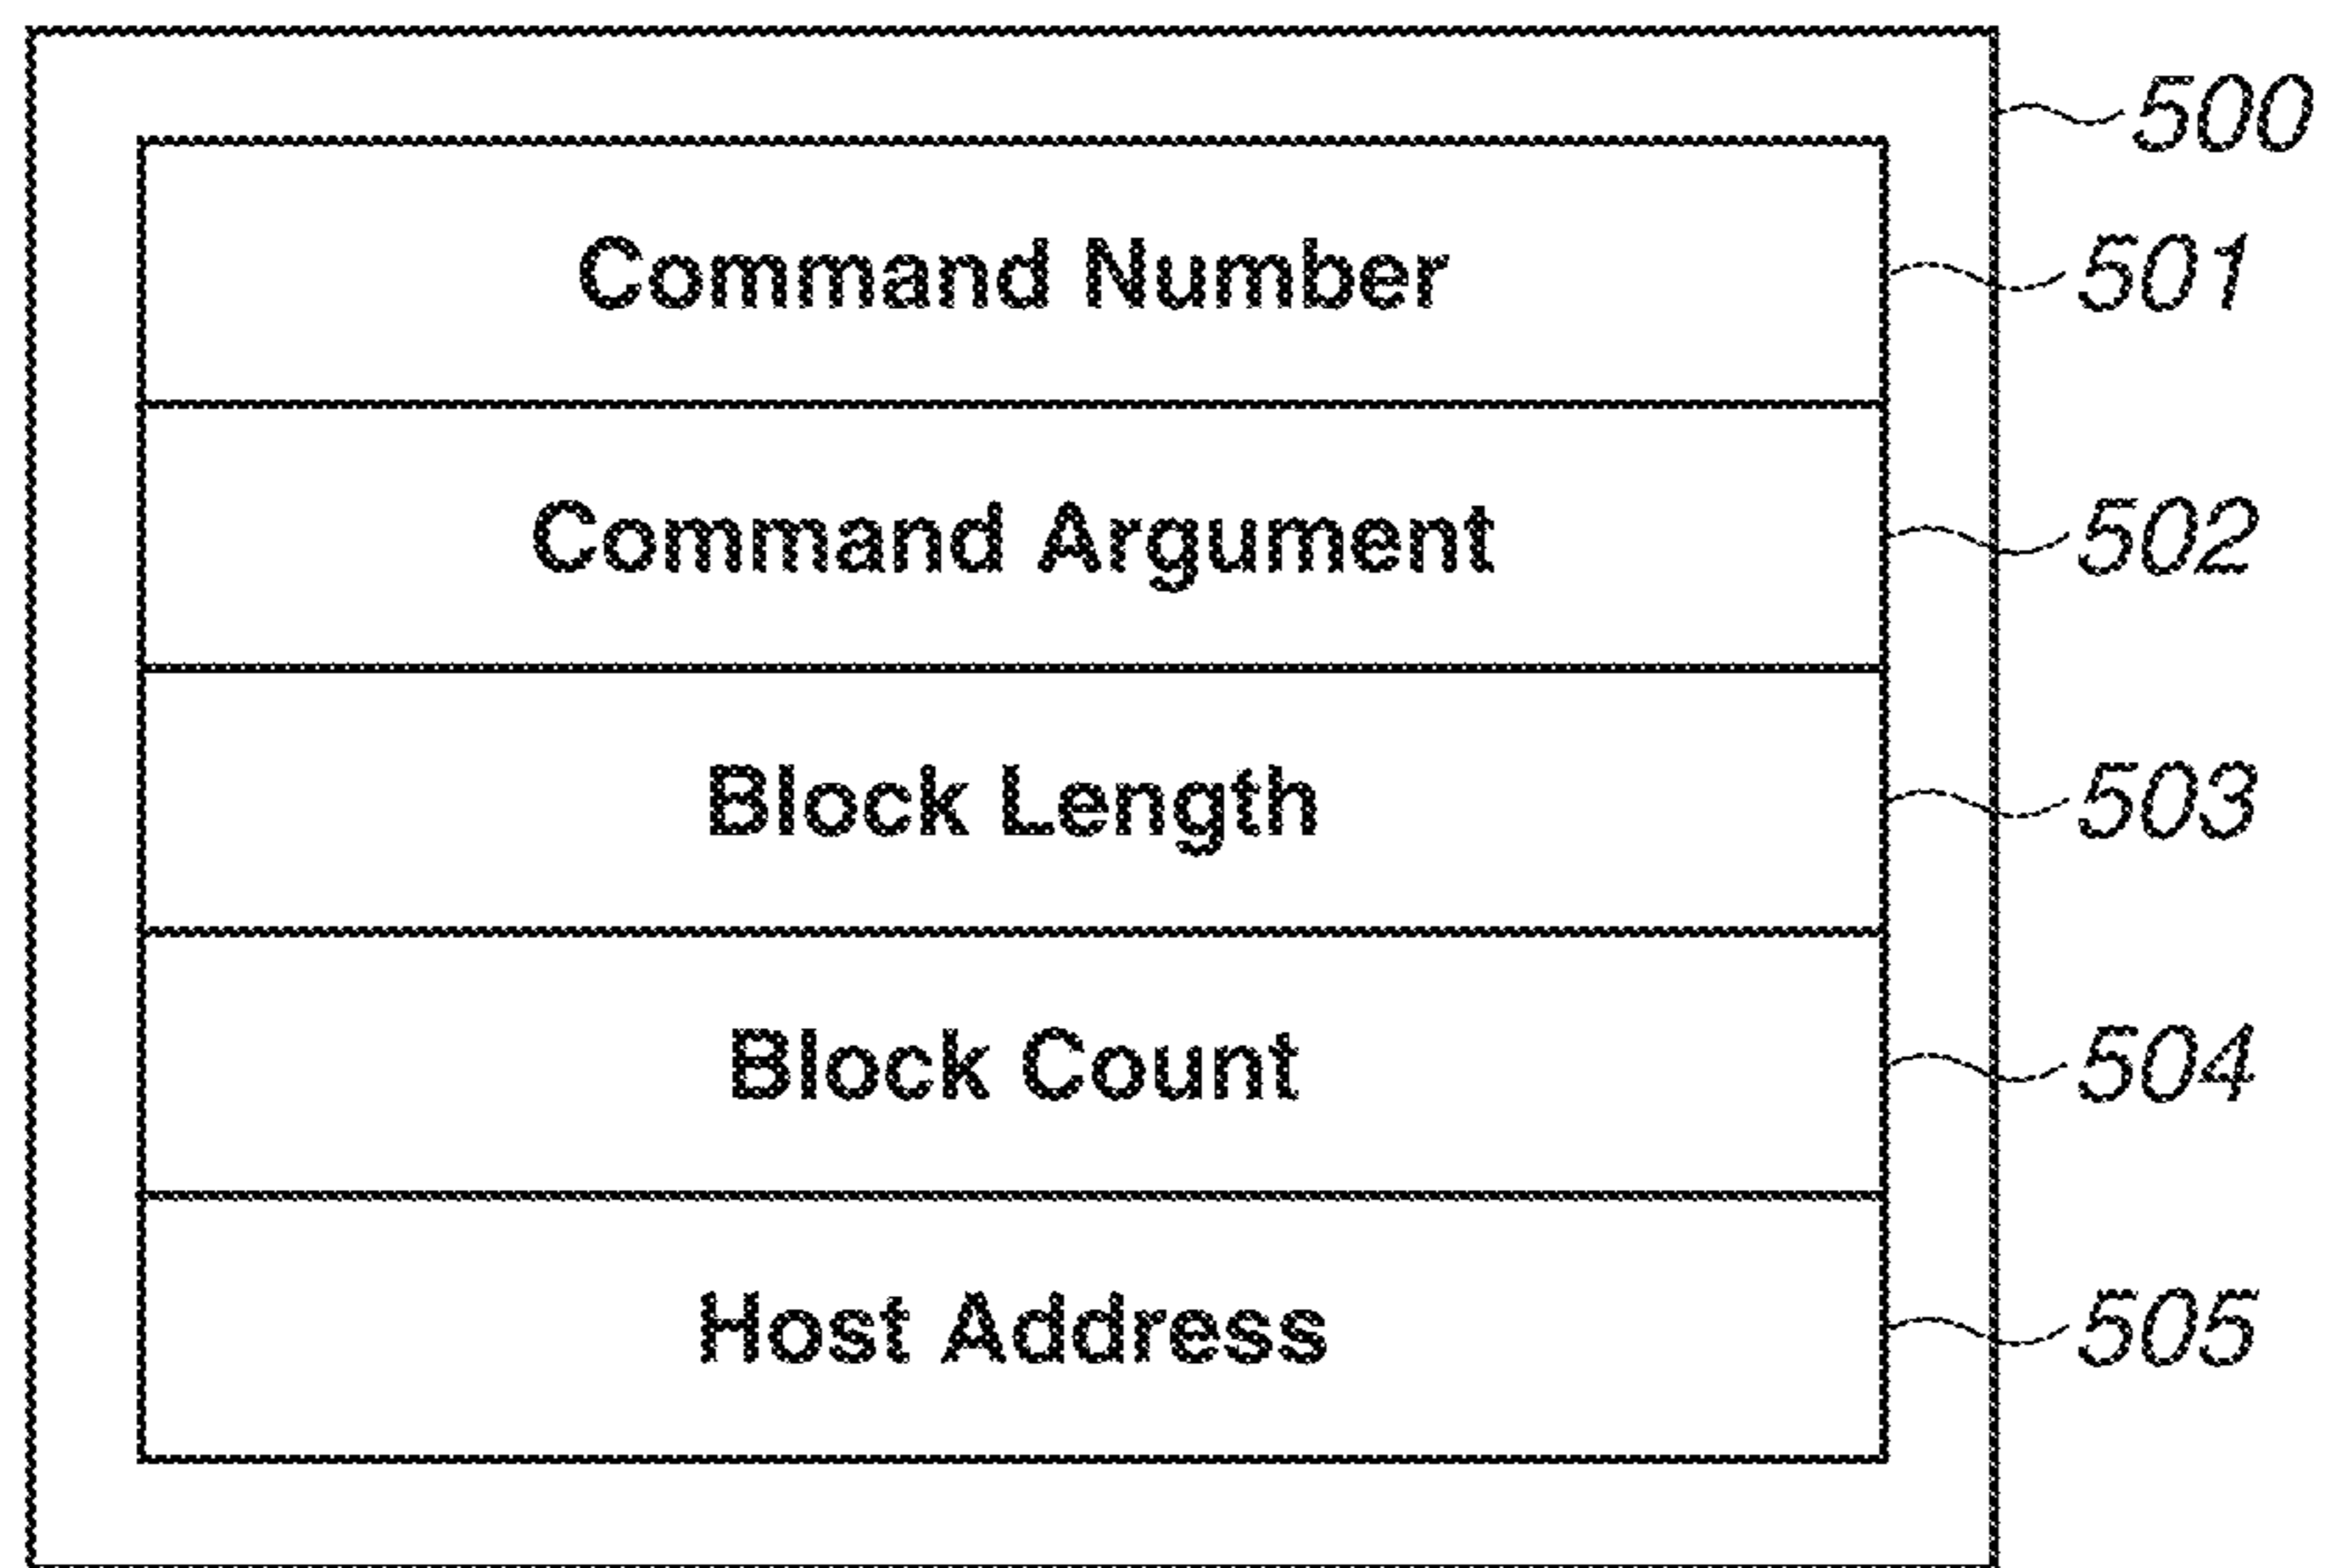 500
Command Number 501
Command Argument 502
Block Length 503
Block Count 504
Host Address 505